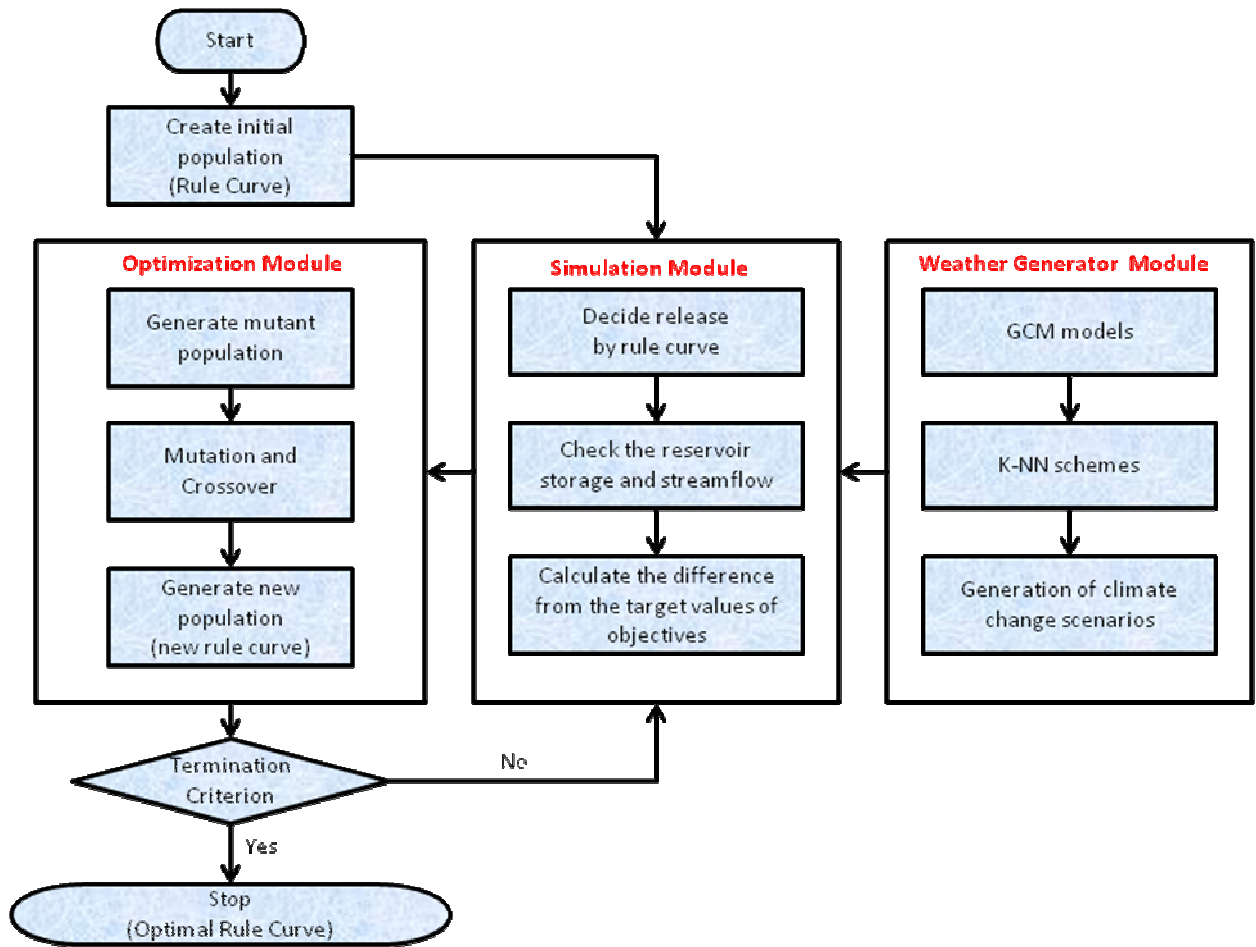 Start
Create initial
population
(Rule Curve)
Optimization Module
Generate mutant
population
Mutation and
Crossover
Generate new
population
(new rule curve)
Simulation Module
Decide release
by rule curve
Check the reservoir
storage and streamflow
Calculate the difference
from the target values of
objectives
Weather Generator Module
GCM models
K-NN schemes
Generation of climate
change scenarios
Termination
Criterion
No
Yes
Stop
(Optimal Rule Curve)